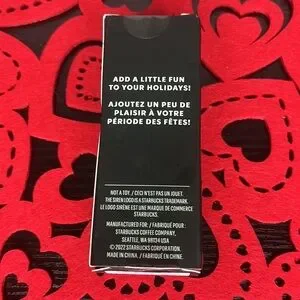 ADD A LITTLE FUN
TO YOUR HOLIDAYS!
AJOUTEZ UN PEU DE
PLAISIR À VOTRE
PÉRIODE DES FÊTES!
NOT A TOY. / CECI N'EST PAS UN JOUET.
THE SIREN LOGO IS A STARBUCKS TRADEMARK.
LE LOGO SIRÈNE EST UNE MARQUE DE COMMERCE
STARBUCKS.
MANUFACTURED FOR: / FABRIQUÉ POUR :
STARBUCKS COFFEE COMPANY,
SEATTLE, WA 98134 USA
© 2022 STARBUCKS CORPORATION.
MADE IN CHINA. / FABRIQUÉ EN CHINE.